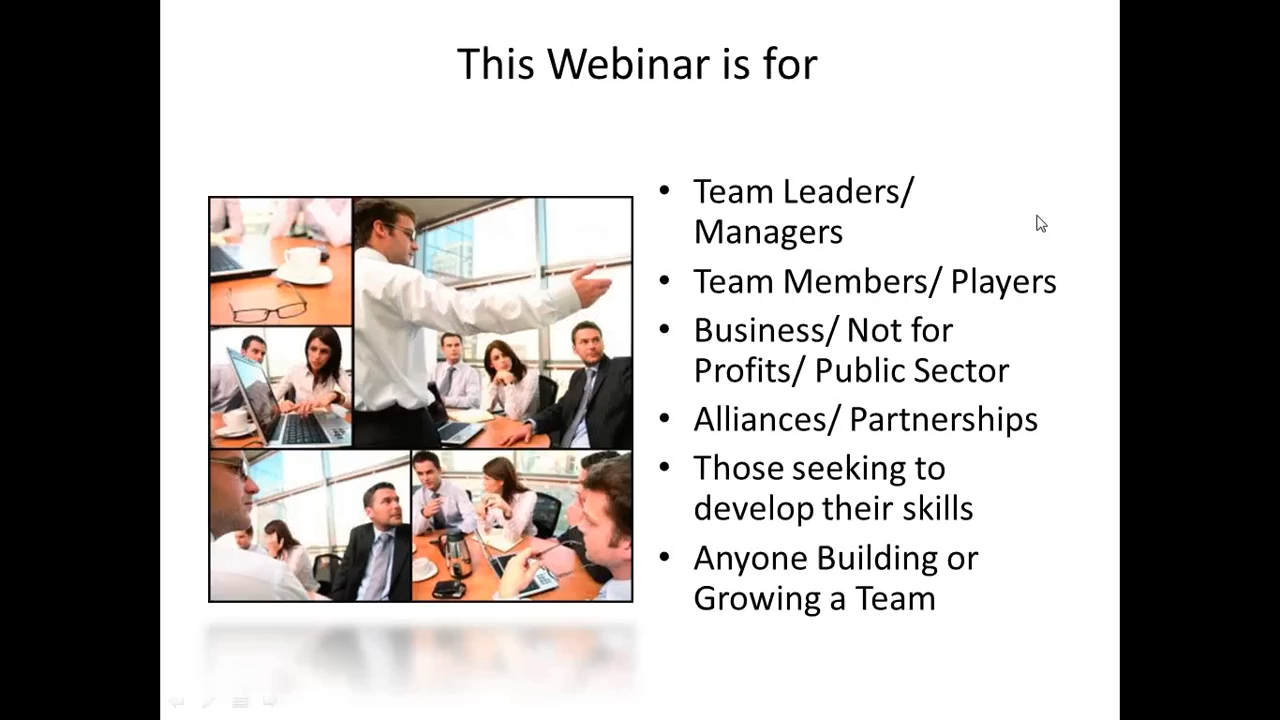 This Webinar is for
• Team Leaders/
Managers
• Team Members/ Players
• Business/ Not for
Profits/ Public Sector
• Alliances/ Partnerships
• Those seeking to
develop their skills
• Anyone Building or
Growing a Team